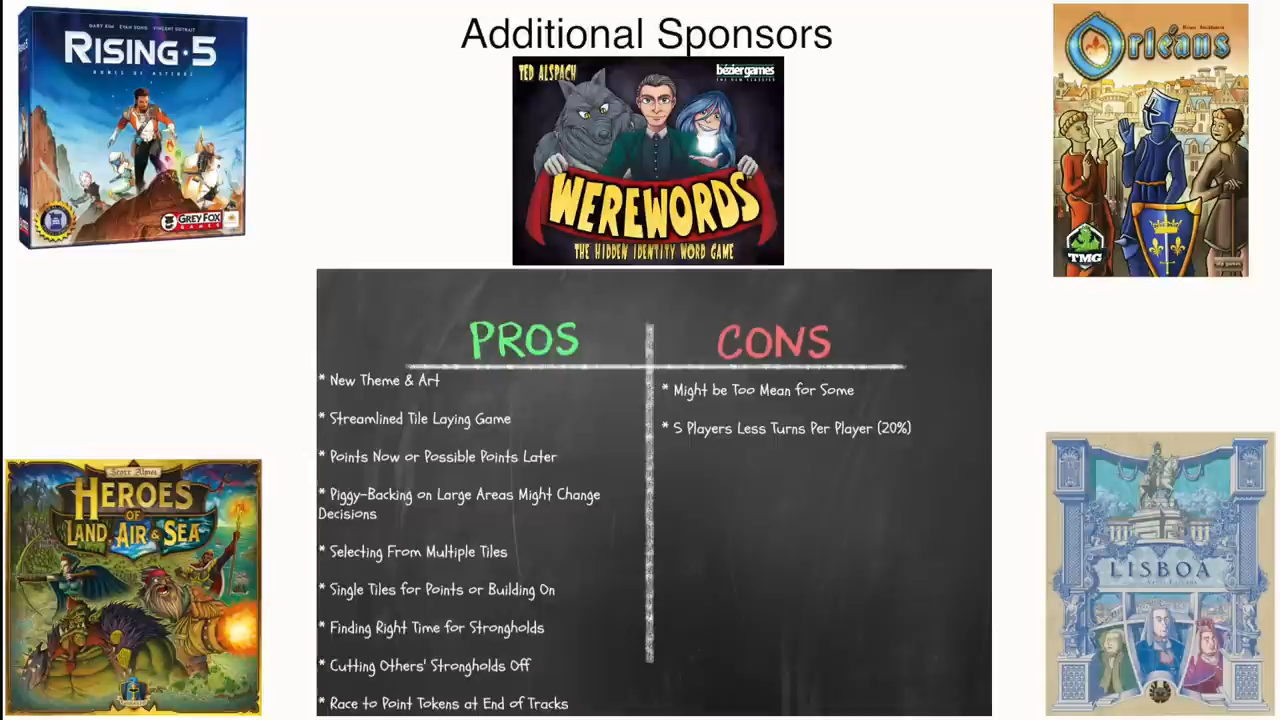 Additional Sponsors
RISING·5
GREY FOX
GAMES
TED ALSPACH
bézier games
WEREWORDS
THE HIDDEN IDENTITY WORD GAME
Orléans
TMG
PROS
* New Theme & Art
* Streamlined Tile Laying Game
* Points Now or Possible Points Later
* Piggy-Backing on Large Areas Might Change
Decisions
* Selecting From Multiple Tiles
* Single Tiles for Points or Building On
* Finding Right Time for Strongholds
* Cutting Others' Strongholds Off
* Race to Point Tokens at End of Tracks
CONS
* Might be Too Mean for Some
* 5 Players Less Turns Per Player (20%)
Scott Almes
HEROES
OF
LAND, AIR & SEA
LISBOA